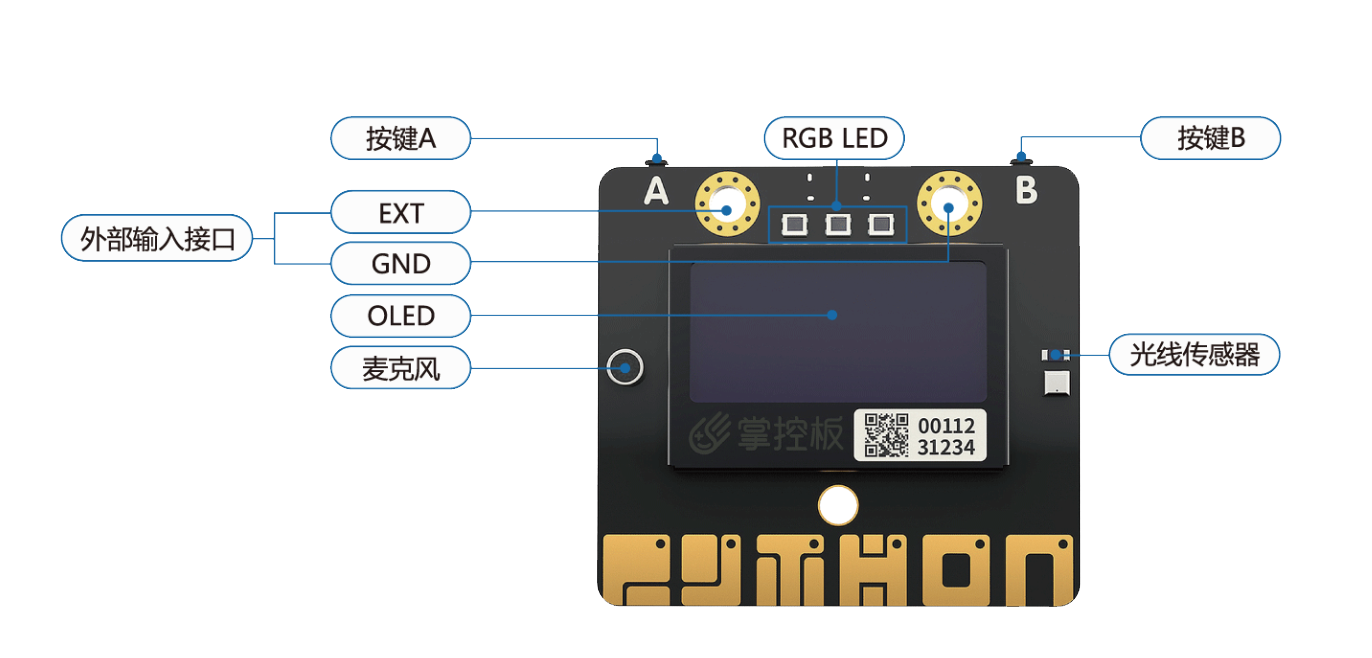 按键A
RGB LED
按键B
A
B
外部输入接口
EXT
GND
OLED
麦克风
光线传感器
掌控板
00112
31234
PYTHON